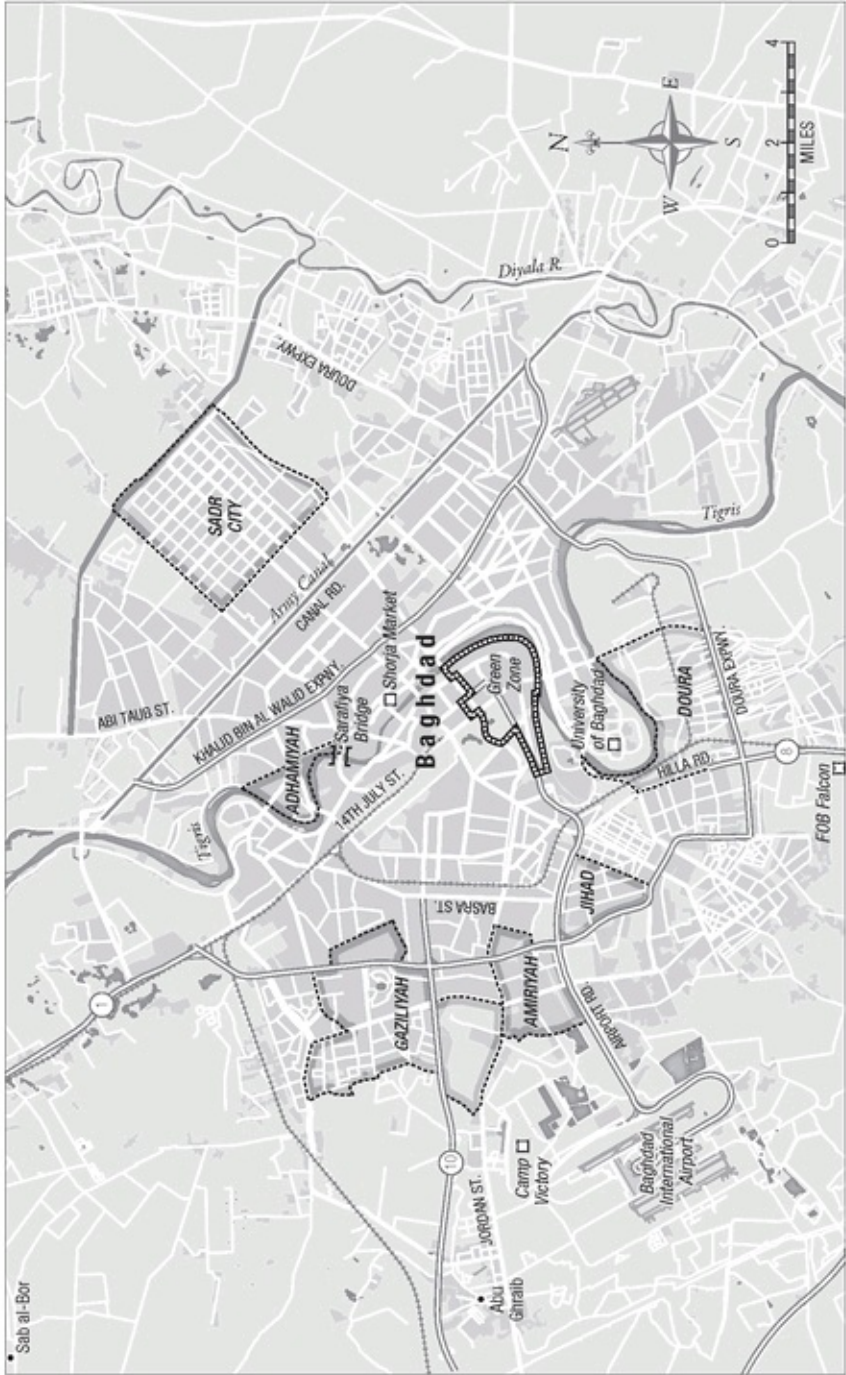 Sab al-Bor
1
Tigris
ABI TAUB ST.
SADR
CITY
Army Canal
CANAL RD.
KHALID BIN AL WALID EXPWY.
ADHAMIYAH
Sarafiya
Bridge
DOURA EXPWY.
14TH JULY ST.
Shorja Market
GAZILIYAH
Baghdad
BASRA ST.
10
JORDAN ST.
Abu
Ghraib
Camp
Victory
AMIRIYAH
Green
Zone
Diyala R.
N
E
S
W
JIHAD
University
of Baghdad
AIRPORT RD.
Baghdad
International
Airport
HILLA RD.
DOURA
DOURA EXPWY.
Tigris
8
FOB Falcon
0
2
4
MILES